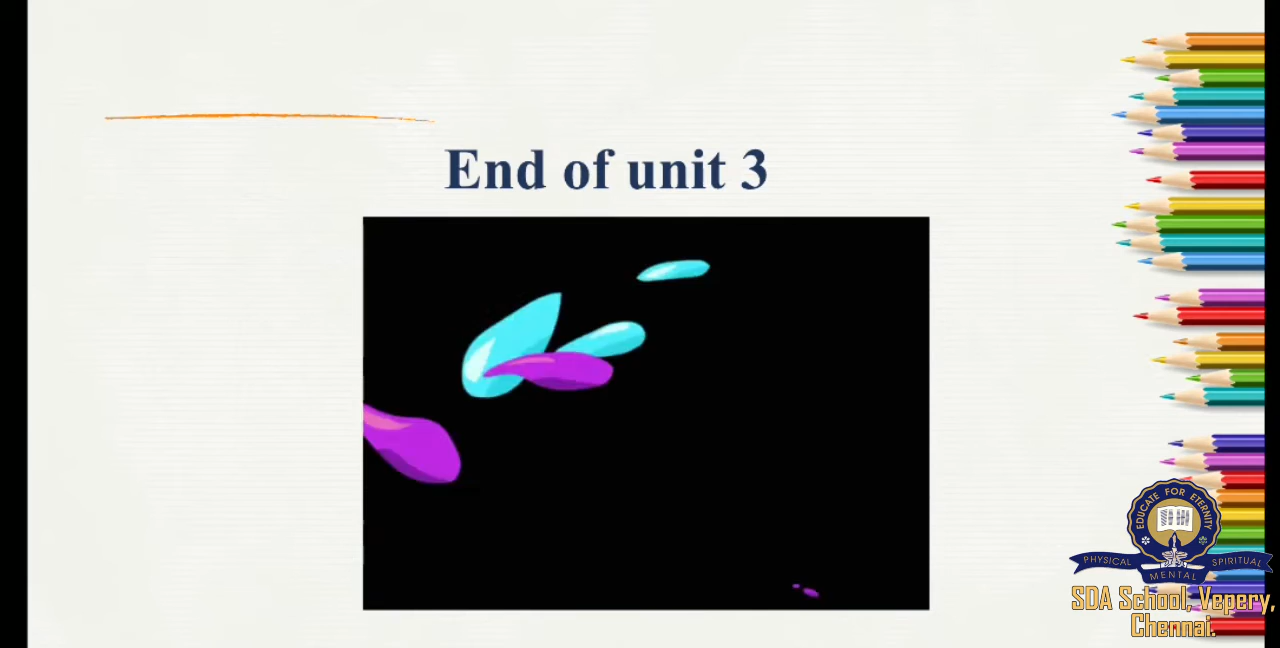 End of unit 3
EDUCATE FOR ETERNITY
PHYSICAL MENTAL SPIRITUAL
SDA School, Vepery,
Chennai.